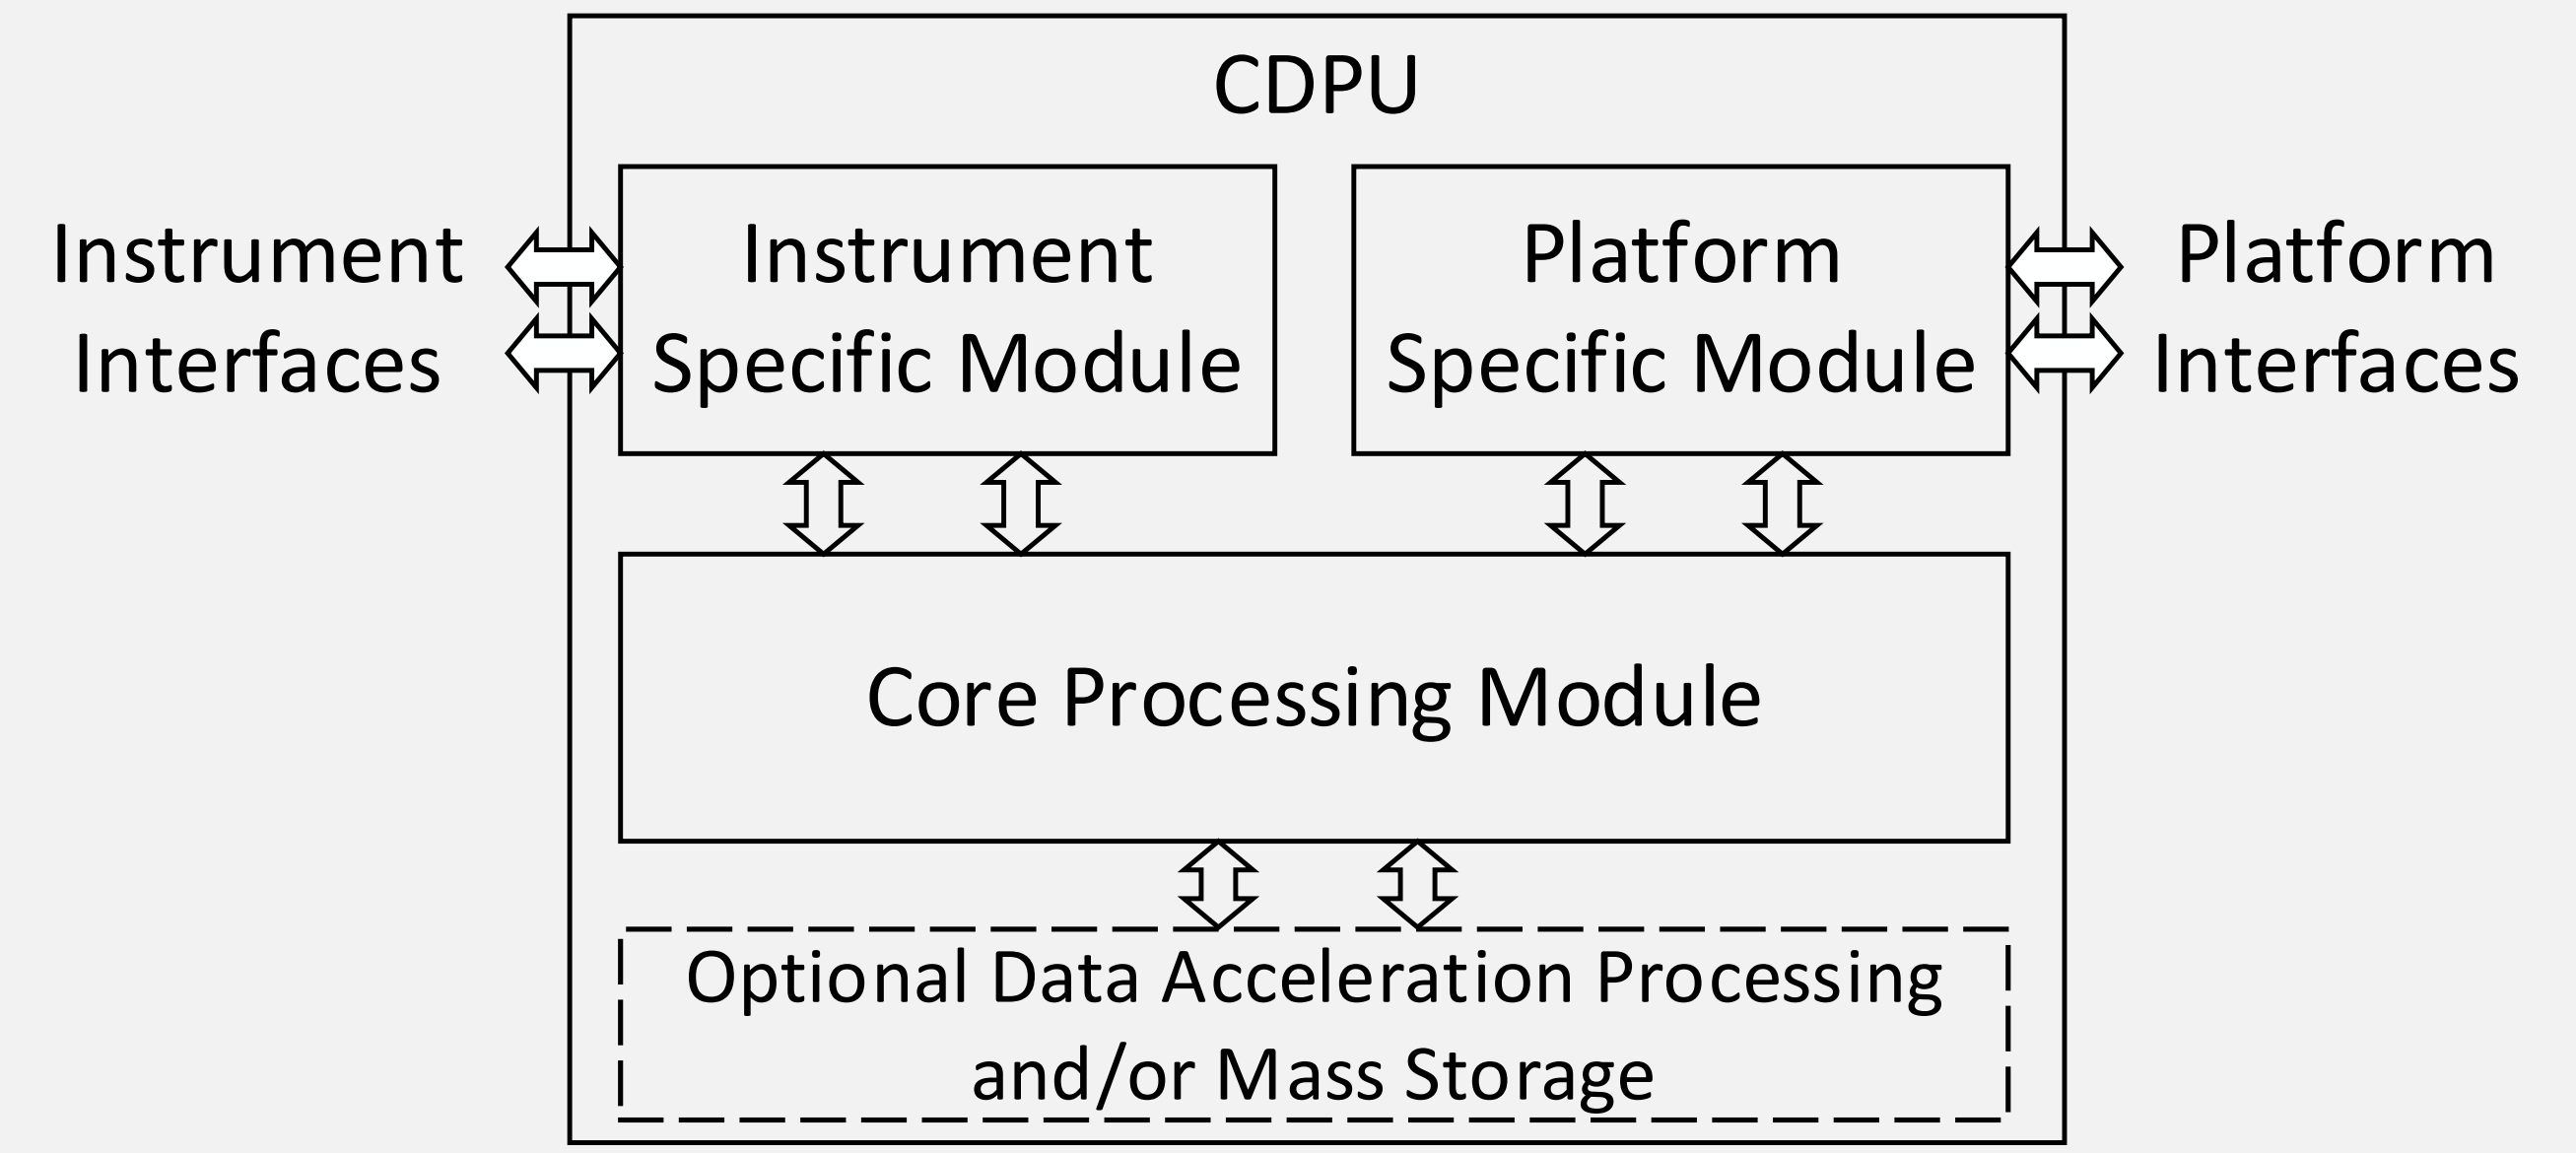 CDPU
Instrument
Interfaces
Instrument
Specific Module
Platform
Specific Module
Platform
Interfaces
Core Processing Module
Optional Data Acceleration Processing
and/or Mass Storage